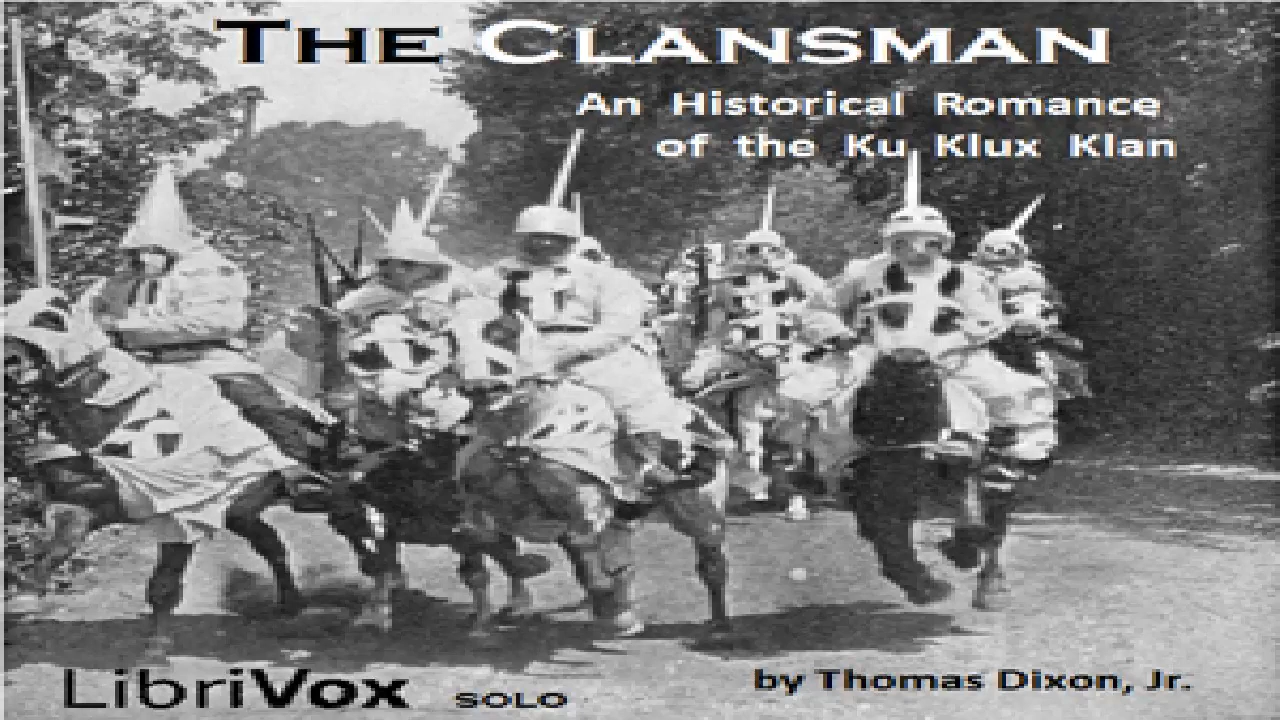 THE CLANSMAN
An Historical Romance
of the Ku Klux Klan
LibriVox SOLO
by Thomas Dixon, Jr.